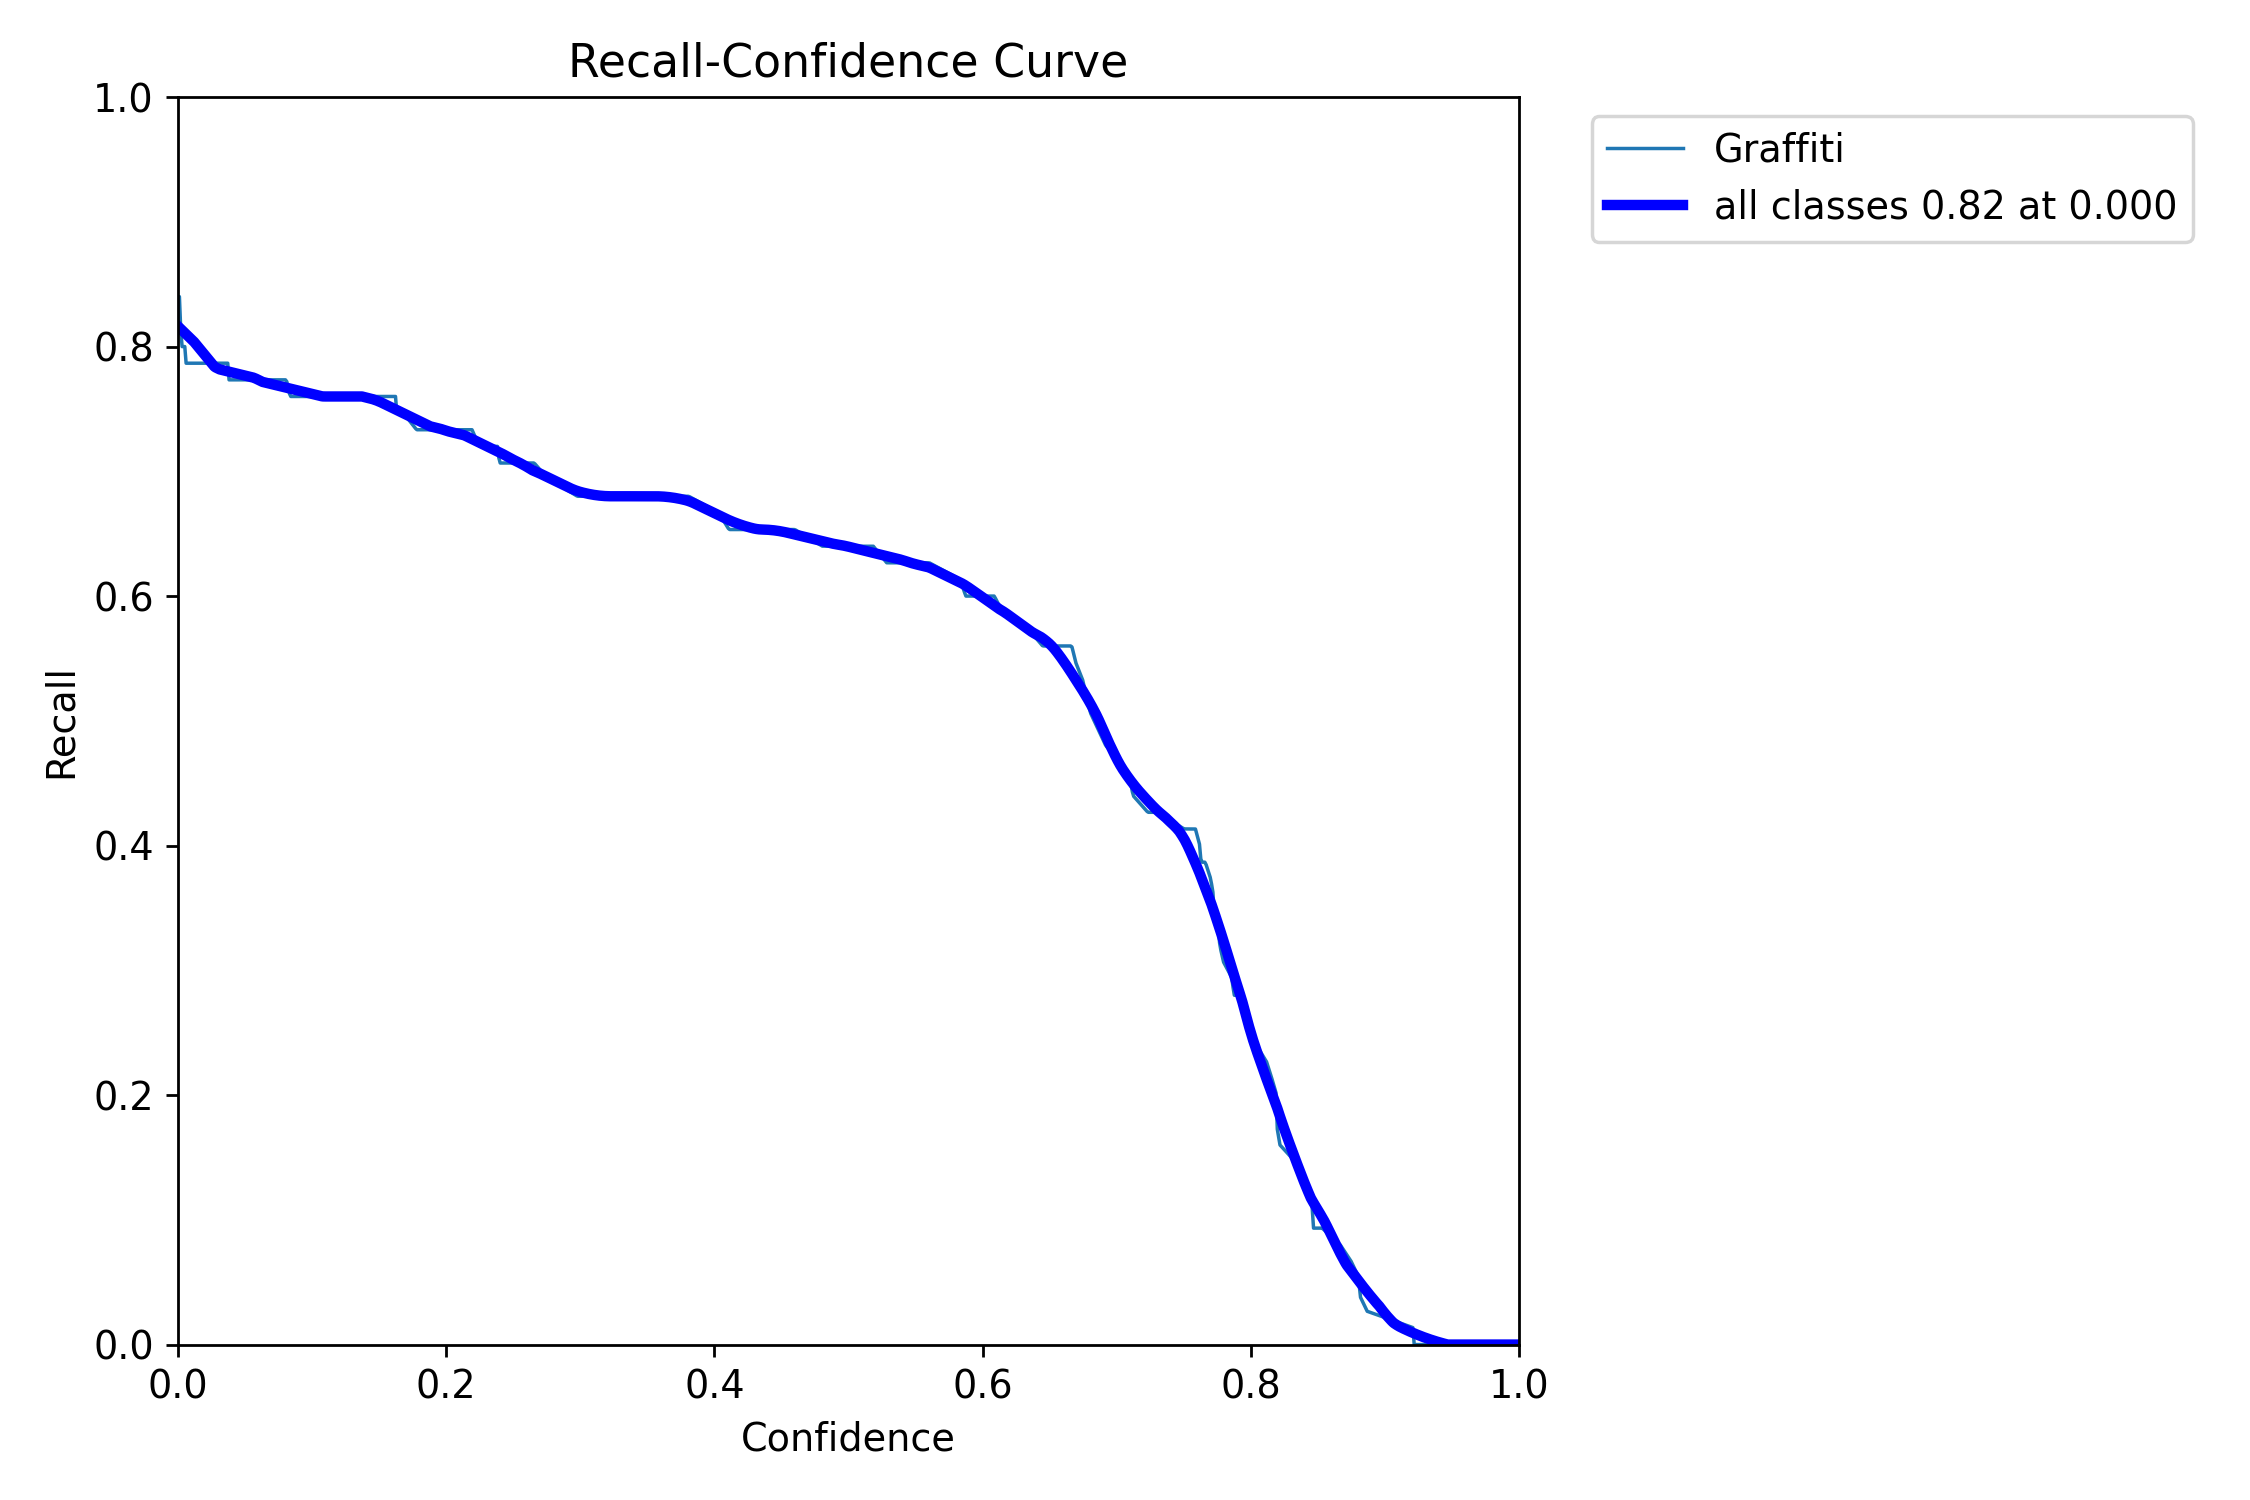 Recall-Confidence Curve
Graffiti
all classes 0.82 at 0.000
1.0
0.8
0.6
0.4
0.2
0.0
Recall
0.0 0.2 0.4 0.6 0.8 1.0
Confidence